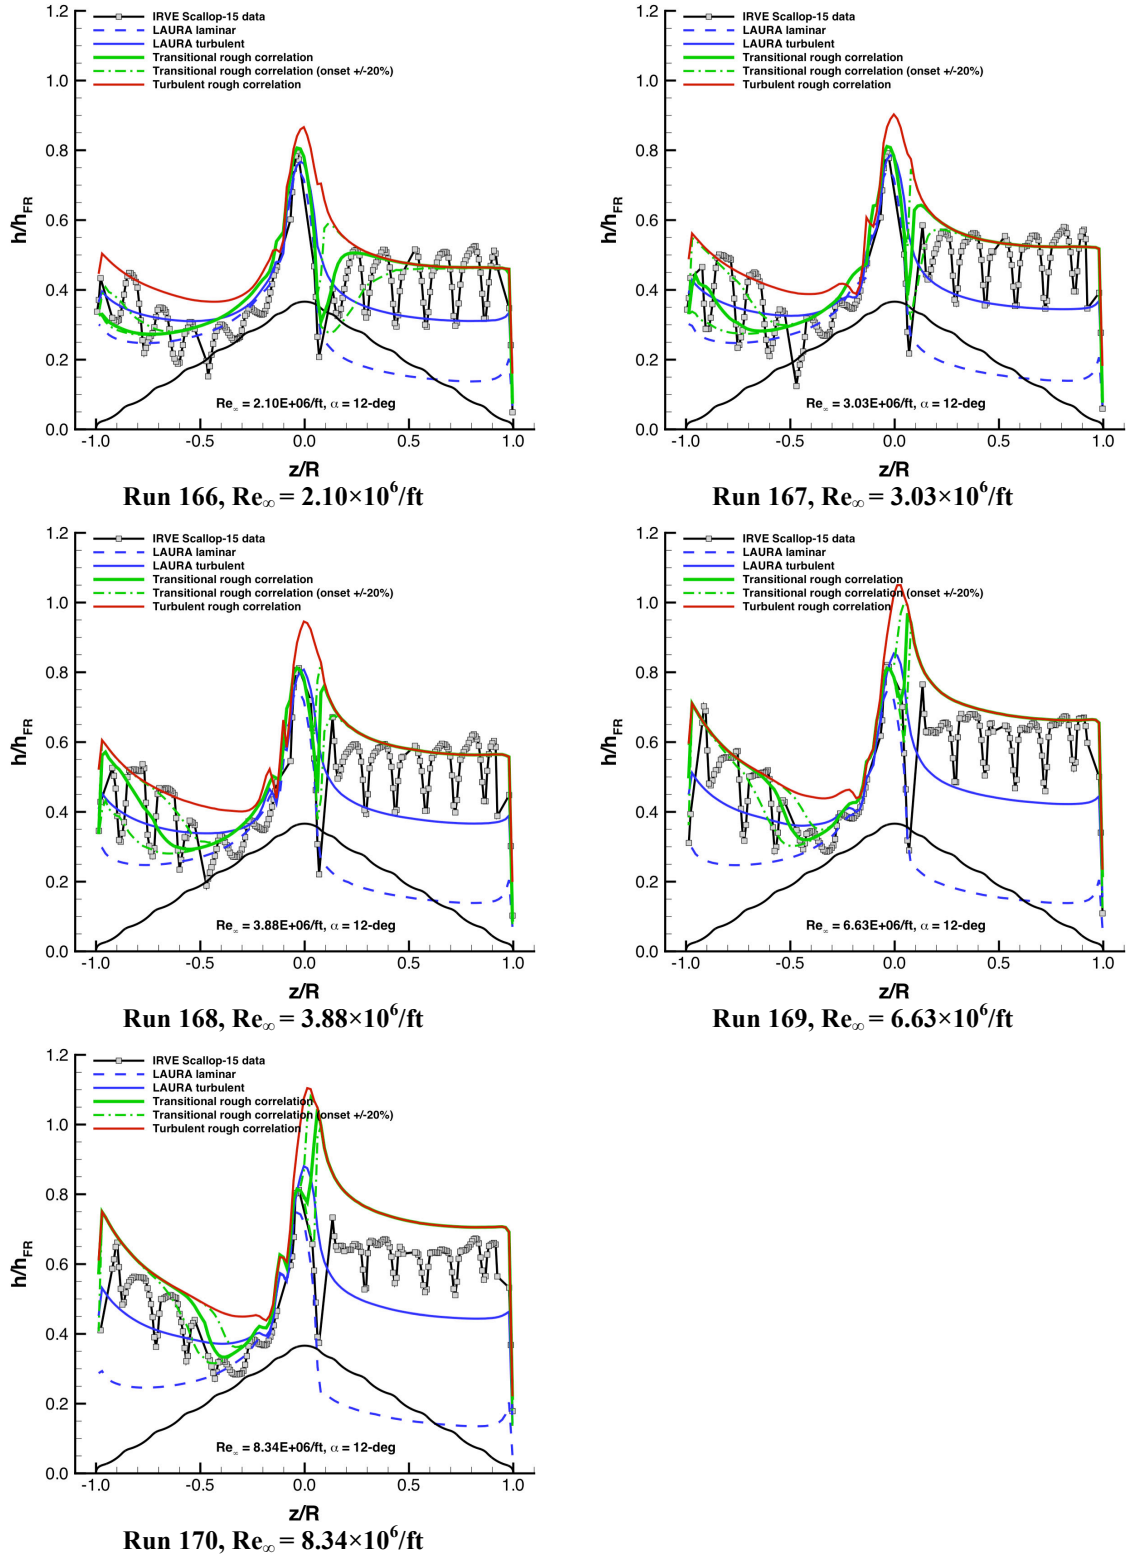 1.2
1.0
0.8
0.6
0.4
0.2
0.0
h/hFR
IRVE Scallop-15 data
LAURA laminar
LAURA turbulent
Transitional rough correlation
Transitional rough correlation (onset +/-20%)
Turbulent rough correlation
Re∞ = 2.10E+06/ft, α = 12-deg
-1.0 -0.5 0.0 0.5 1.0
z/R
Run 166, Re∞ = 2.10×10⁶/ft
1.2
1.0
0.8
0.6
0.4
0.2
0.0
h/hFR
IRVE Scallop-15 data
LAURA laminar
LAURA turbulent
Transitional rough correlation
Transitional rough correlation (onset +/-20%)
Turbulent rough correlation
Re∞ = 3.03E+06/ft, α = 12-deg
-1.0 -0.5 0.0 0.5 1.0
z/R
Run 167, Re∞ = 3.03×10⁶/ft
1.2
1.0
0.8
0.6
0.4
0.2
0.0
h/hFR
IRVE Scallop-15 data
LAURA laminar
LAURA turbulent
Transitional rough correlation
Transitional rough correlation (onset +/-20%)
Turbulent rough correlation
Re∞ = 3.88E+06/ft, α = 12-deg
-1.0 -0.5 0.0 0.5 1.0
z/R
Run 168, Re∞ = 3.88×10⁶/ft
1.2
1.0
0.8
0.6
0.4
0.2
0.0
h/hFR
IRVE Scallop-15 data
LAURA laminar
LAURA turbulent
Transitional rough correlation
Transitional rough correlation (onset +/-20%)
Turbulent rough correlation
Re∞ = 6.63E+06/ft, α = 12-deg
-1.0 -0.5 0.0 0.5 1.0
z/R
Run 169, Re∞ = 6.63×10⁶/ft
1.2
1.0
0.8
0.6
0.4
0.2
0.0
h/hFR
IRVE Scallop-15 data
LAURA laminar
LAURA turbulent
Transitional rough correlation
Transitional rough correlation (onset +/-20%)
Turbulent rough correlation
Re∞ = 8.34E+06/ft, α = 12-deg
-1.0 -0.5 0.0 0.5 1.0
z/R
Run 170, Re∞ = 8.34×10⁶/ft